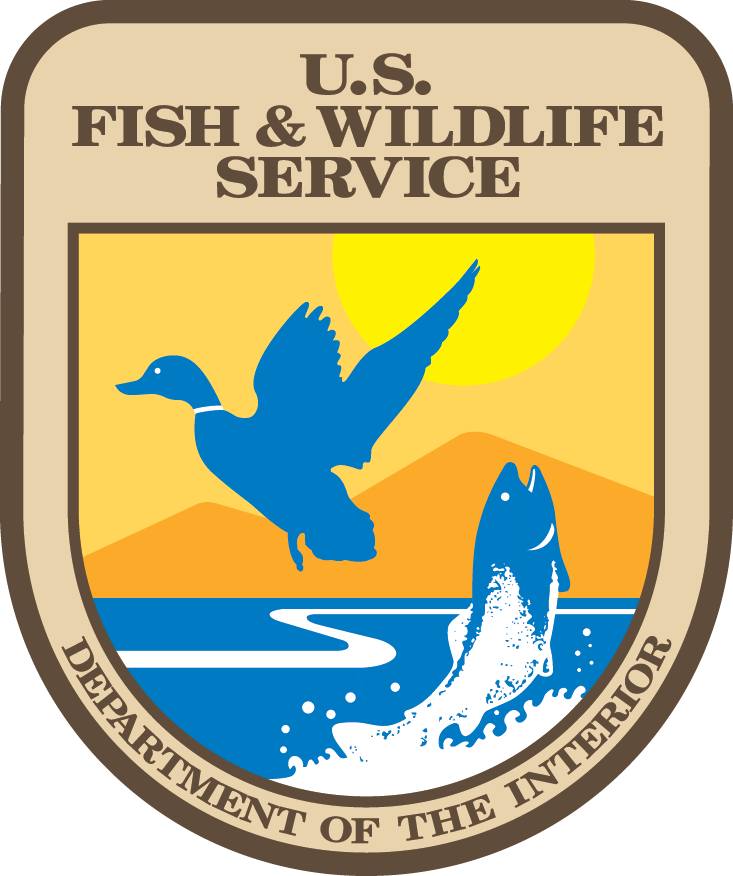 U.S.
FISH & WILDLIFE
SERVICE
DEPARTMENT OF THE INTERIOR